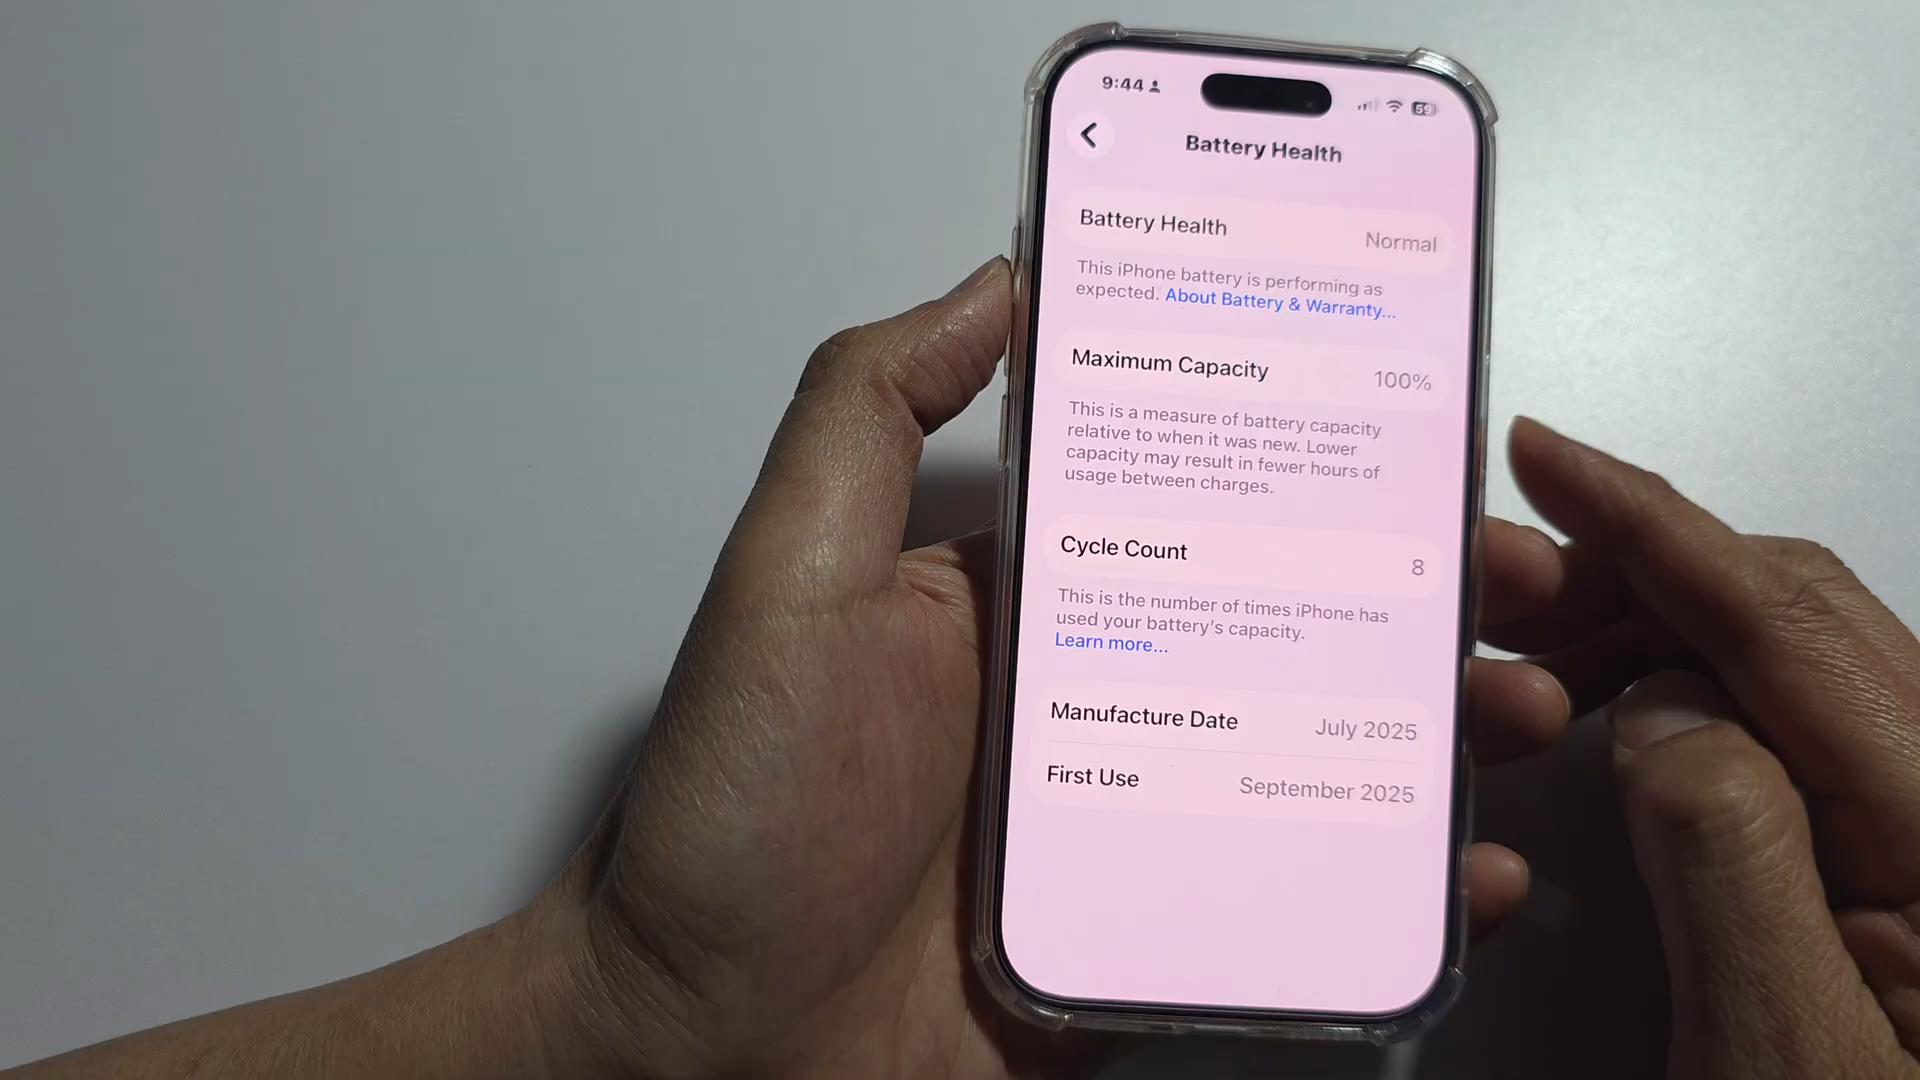 9:44
59
Battery Health
Battery Health Normal
This iPhone battery is performing as
expected. About Battery & Warranty...
Maximum Capacity 100%
This is a measure of battery capacity
relative to when it was new. Lower
capacity may result in fewer hours of
usage between charges.
Cycle Count 8
This is the number of times iPhone has
used your battery's capacity.
Learn more...
Manufacture Date July 2025
First Use September 2025